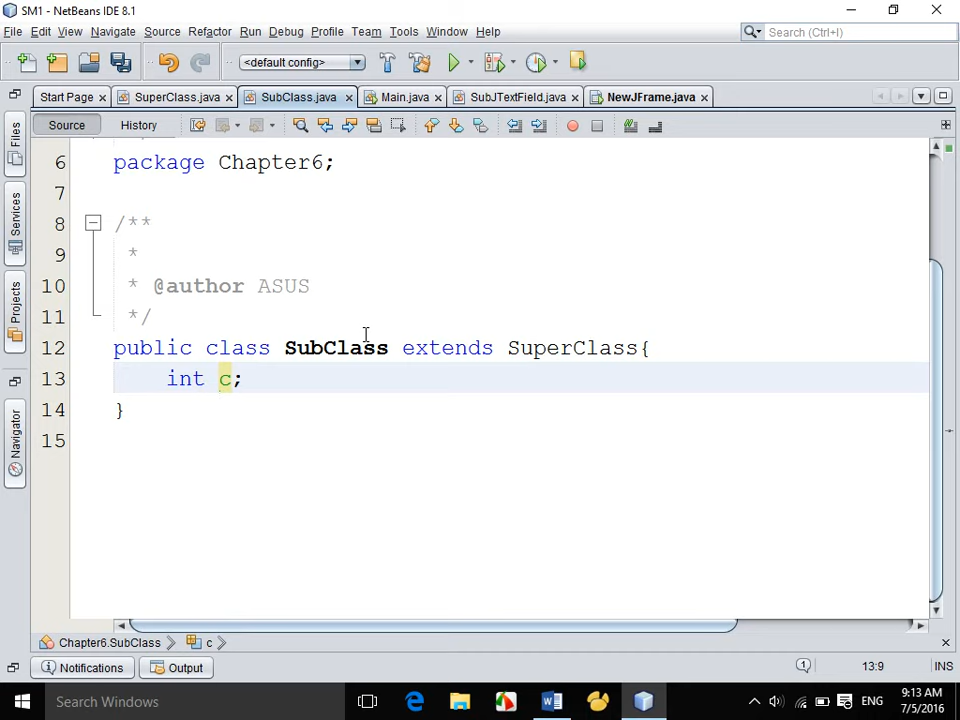 SM1 - NetBeans IDE 8.1
File Edit View Navigate Source Refactor Run Debug Profile Team Tools Window Help
Search (Ctrl+I)
<default config>
Start Page SuperClass.java SubClass.java Main.java SubJTextField.java NewJFrame.java
Source History
Files
Services
Projects
Navigator
6 package Chapter6;
7
8 /**
9 *
10 * @author ASUS
11 */
12 public class SubClass extends SuperClass{
13 int c;
14 }
15
Chapter6.SubClass c
Notifications Output 1 13:9 INS
Search Windows
ENG
9:13 AM
7/5/2016